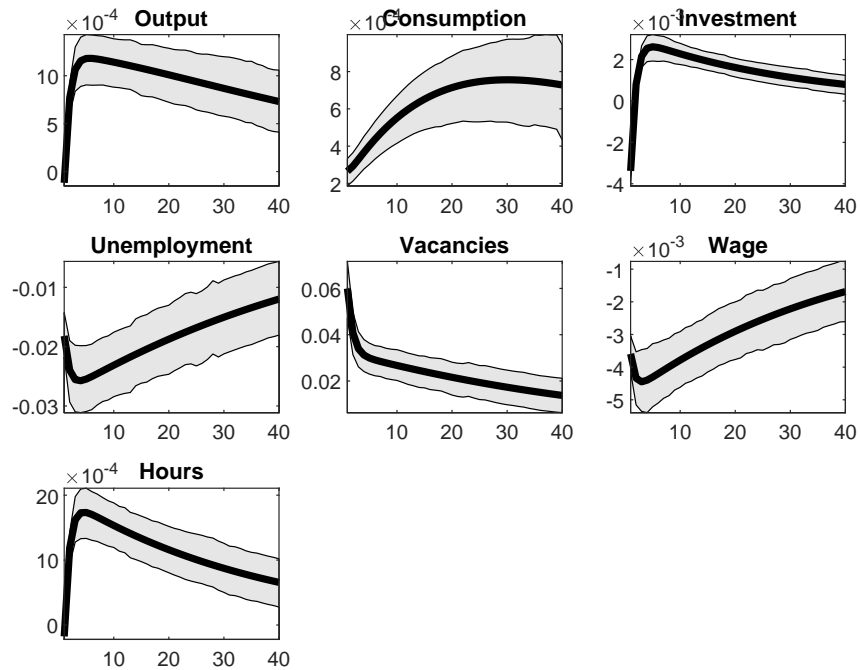 Output
×10^-4
10
5
0
10 20 30 40
Consumption
×10^-4
8
6
4
2
10 20 30 40
Investment
×10^-3
2
0
-2
-4
10 20 30 40
Unemployment
-0.01
-0.02
-0.03
10 20 30 40
Vacancies
0.06
0.04
0.02
10 20 30 40
Wage
×10^-3
-1
-2
-3
-4
-5
10 20 30 40
Hours
×10^-4
20
10
0
10 20 30 40